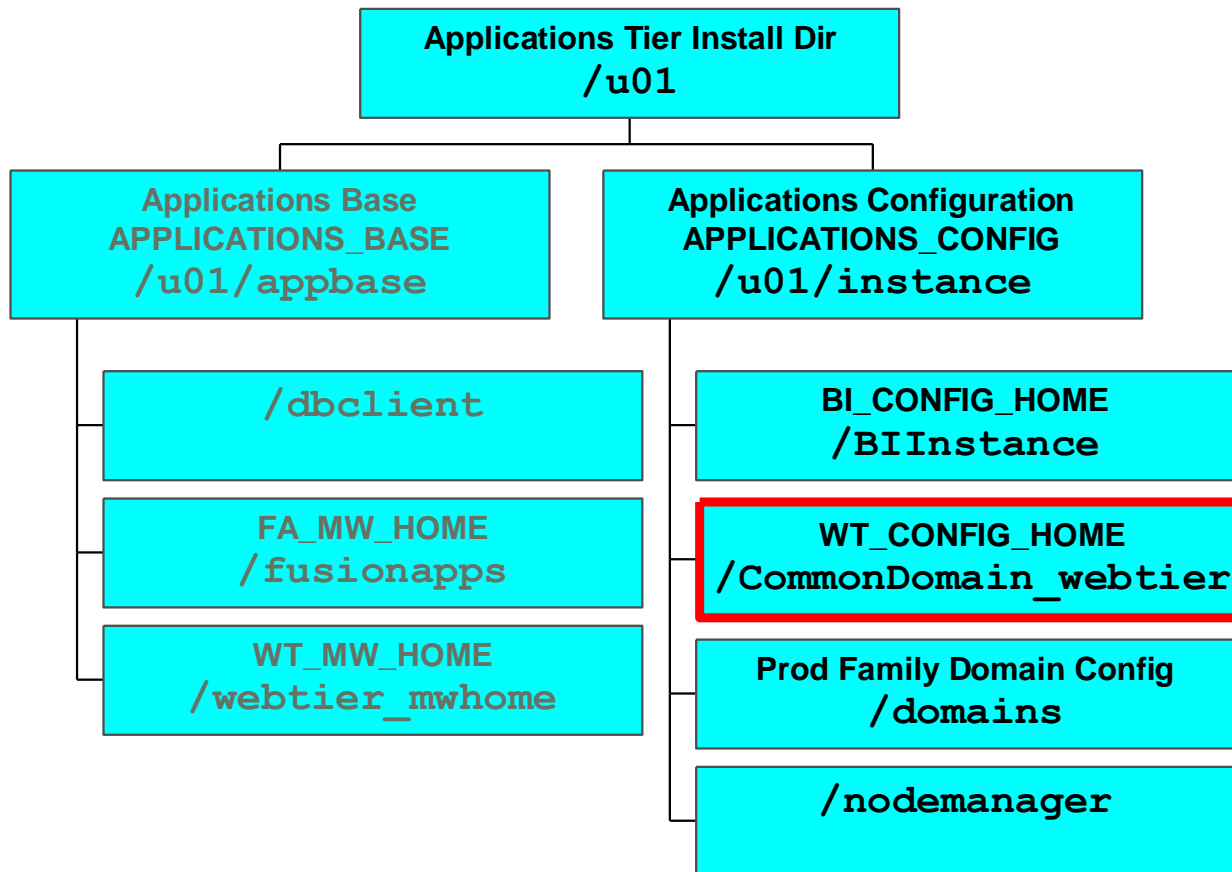 Applications Tier Install Dir
/u01
Applications Base
APPLICATIONS_BASE
/u01/appbase
Applications Configuration
APPLICATIONS_CONFIG
/u01/instance
/dbclient
FA_MW_HOME
/fusionapps
WT_MW_HOME
/webtier_mwhome
BI_CONFIG_HOME
/BIInstance
WT_CONFIG_HOME
/CommonDomain_webtier
Prod Family Domain Config
/domains
/nodemanager